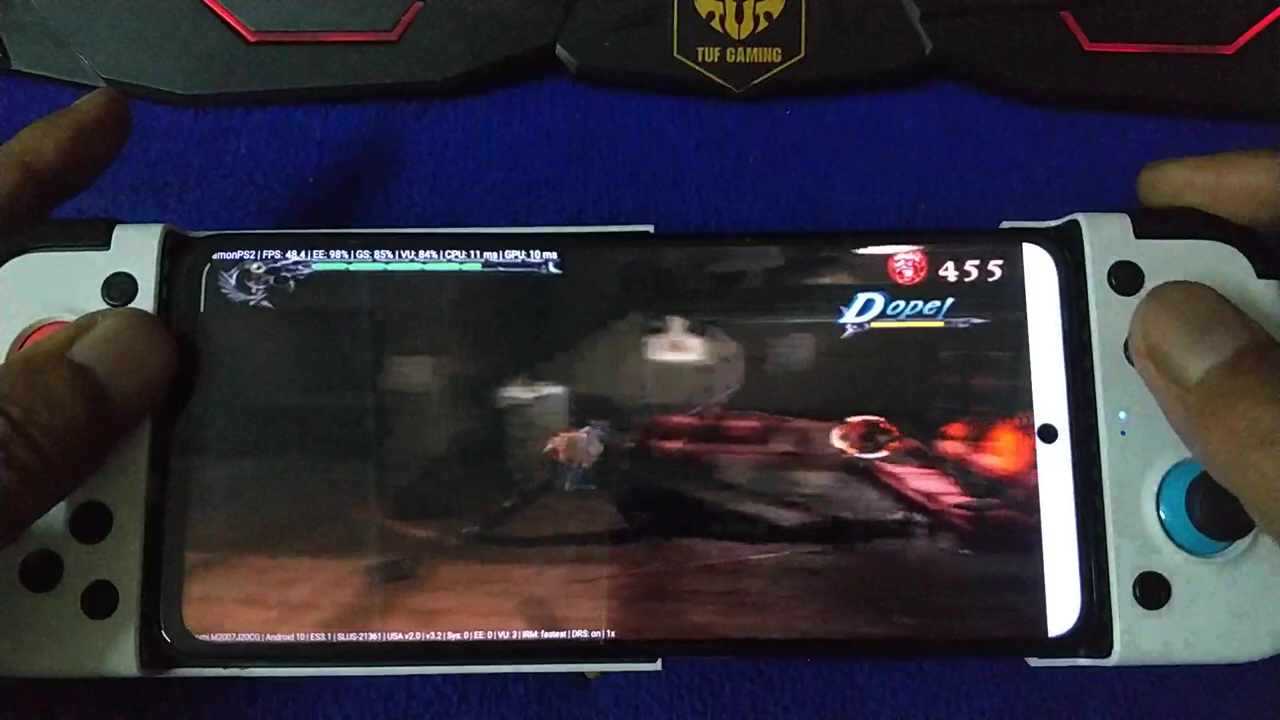 TUF GAMING
amonPS2 | FPS: 48.4 | EE: 98% | GS: 85% | VU: 84% | CPU: 11 ms | GPU: 10 ms
455
Dope!
M2007J20CG | Android 10 | ES3.1 | SLUS-21361 | USA v2.0 | v3.2 | Sys: 0 | EE: 0 | VU: 3 | IRM: fastest | DRS: on | 1x